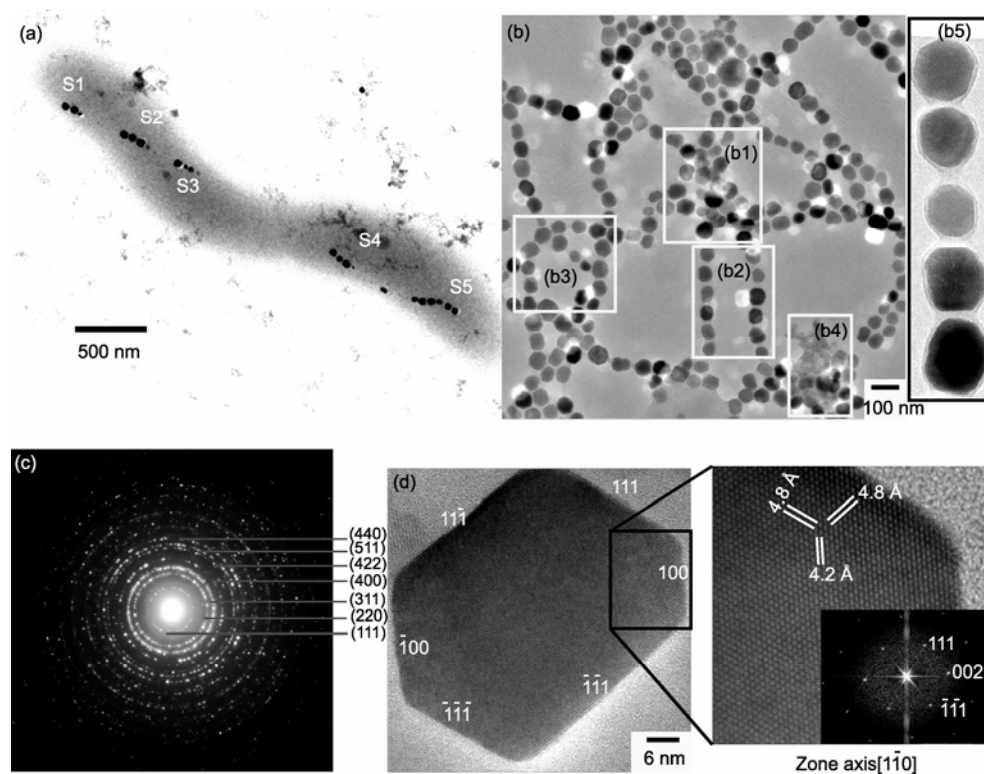 (a)
S1
S2
S3
S4
S5
500 nm
(b)
(b1)
(b2)
(b3)
(b4)
100 nm
(b5)
(c)
(440)
(511)
(422)
(400)
(311)
(220)
(111)
(d)
111
11̄1̄
100
1̄00
1̄1̄1̄
1̄1̄1
6 nm
4.8 Å
4.8 Å
4.2 Å
111
002
1̄1̄1
Zone axis[11̄0]